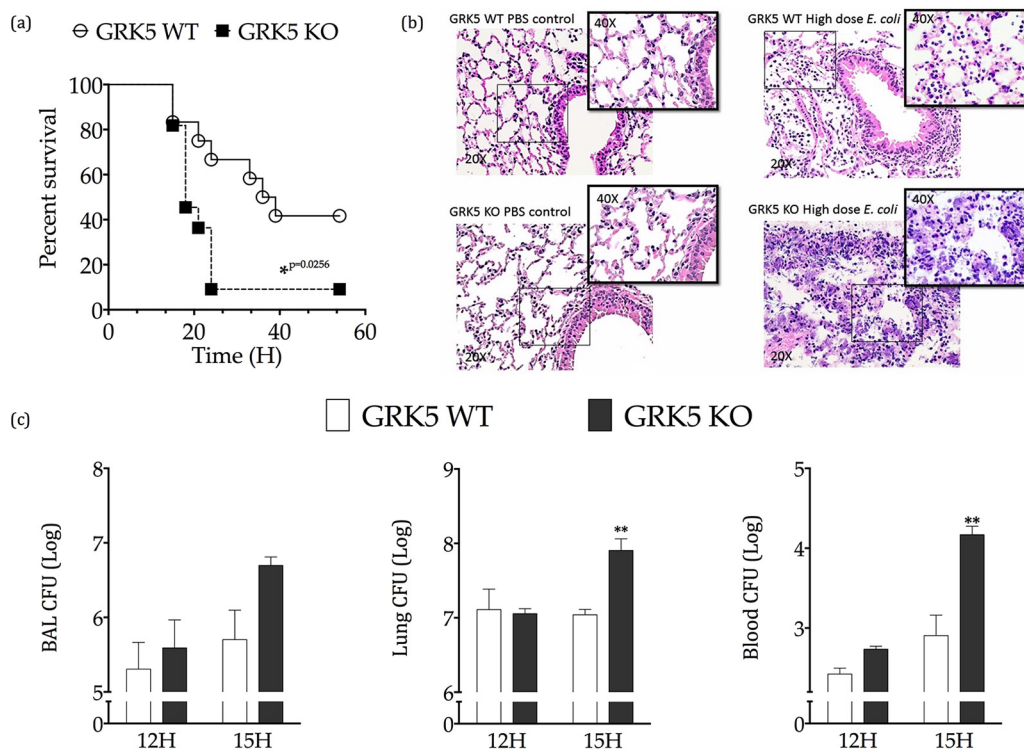 (a)
GRK5 WT
GRK5 KO
Percent survival
100
80
60
40
20
0
*p=0.0256
0
20
40
60
Time (H)
(b)
GRK5 WT PBS control
40X
20X
GRK5 WT High dose E. coli
40X
20X
GRK5 KO PBS control
40X
20X
GRK5 KO High dose E. coli
40X
20X
(c)
GRK5 WT
GRK5 KO
BAL CFU (Log)
8
7
6
5
0
12H
15H
Lung CFU (Log)
9
8
7
6
0
**
12H
15H
Blood CFU (Log)
5
4
3
2
0
**
12H
15H